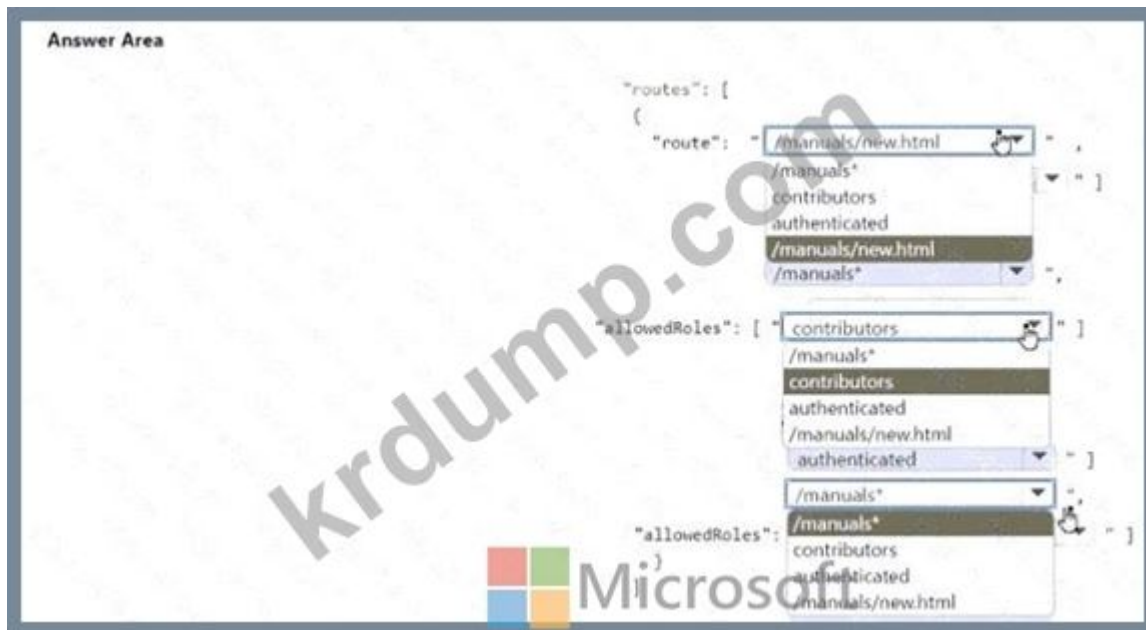 Answer Area
"routes": [
{
"route": " /manuals/new.html " ,
/manuals*
" ]
contributors
authenticated
/manuals/new.html
/manuals* ",
"allowedRoles": [ " contributors " ]
/manuals*
contributors
authenticated
/manuals/new.html
authenticated " ]
/manuals* ",
/manuals*
"allowedRoles": " ]
contributors
}
authenticated
]
/manuals/new.html
krdump.com
Microsoft